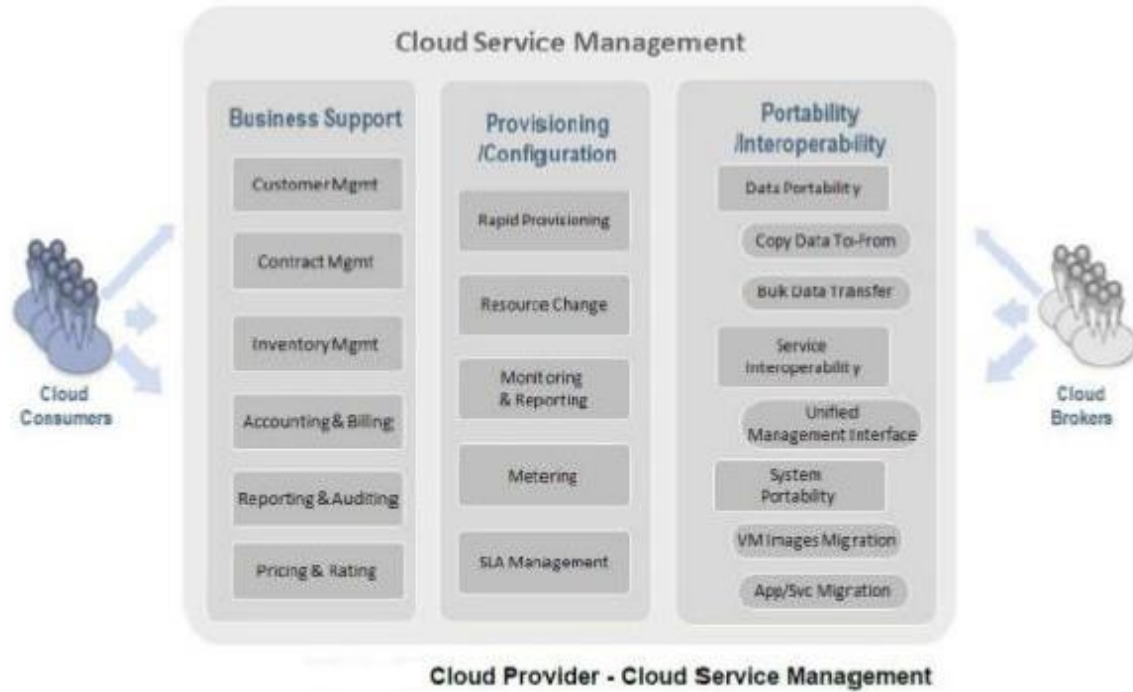 Cloud Service Management
Business Support
Customer Mgmt
Contract Mgmt
Inventory Mgmt
Accounting & Billing
Reporting & Auditing
Pricing & Rating
Provisioning
/Configuration
Rapid Provisioning
Resource Change
Monitoring
& Reporting
Metering
SLA Management
Portability
/Interoperability
Data Portability
Copy Data To-From
Bulk Data Transfer
Service
Interoperability
Unified
Management Interface
System
Portability
VM Images Migration
App/Svc Migration
Cloud
Consumers
Cloud
Brokers
Cloud Provider - Cloud Service Management